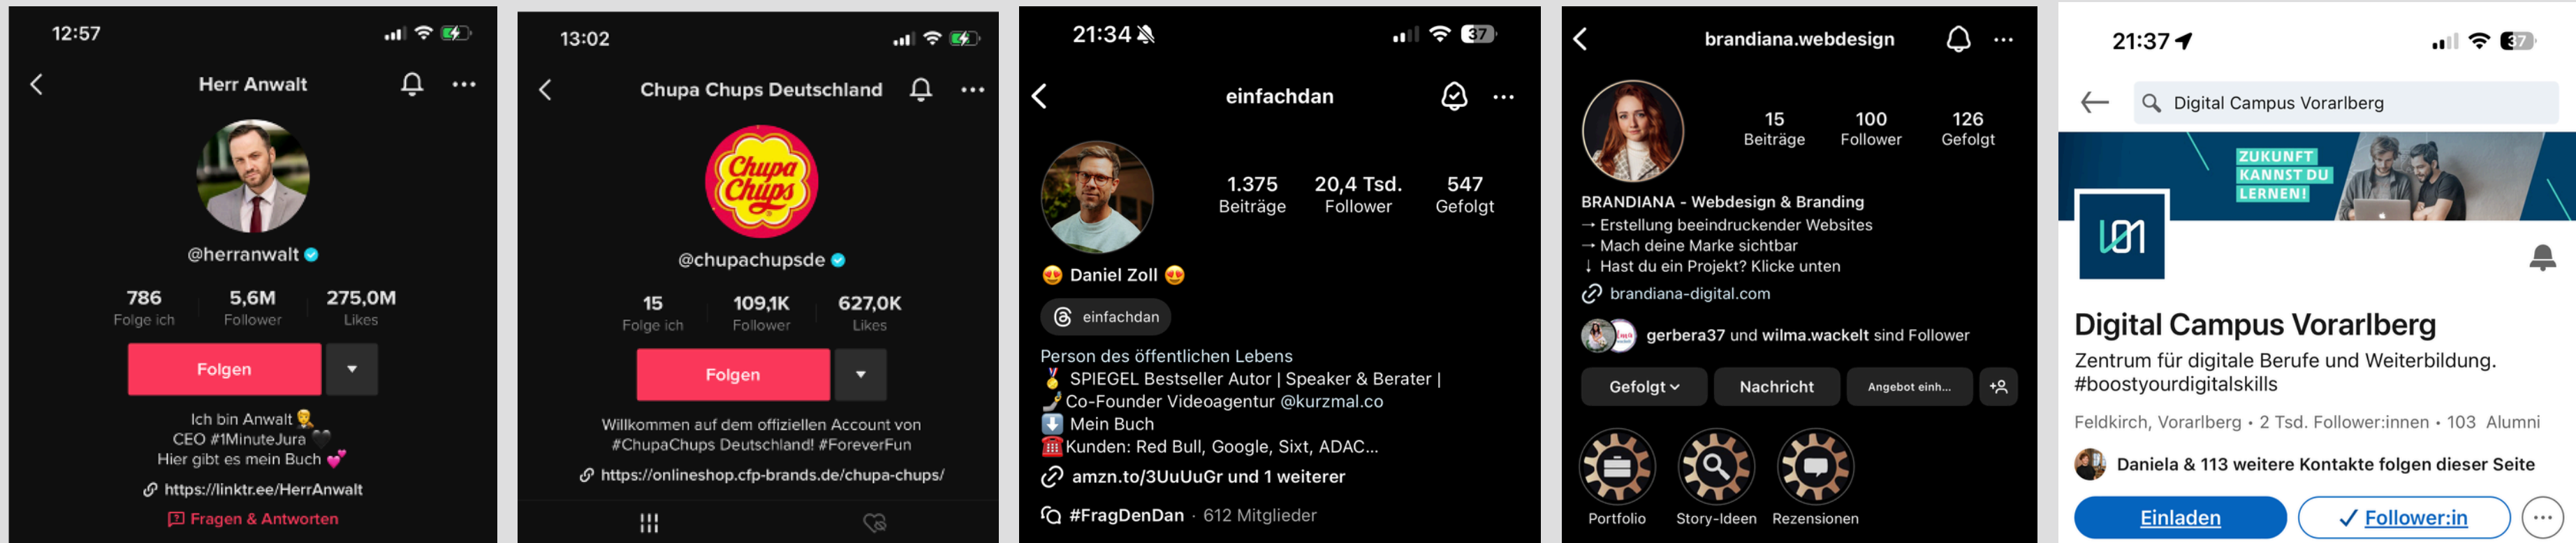 12:57
Herr Anwalt
@herranwalt
786 5,6M 275,0M
Folge ich Follower Likes
Folgen
Ich bin Anwalt
CEO #1MinuteJura
Hier gibt es mein Buch
https://linktr.ee/HerrAnwalt
Fragen & Antworten
13:02
Chupa Chups Deutschland
Chupa
Chups
@chupachupsde
15 109,1K 627,0K
Folge ich Follower Likes
Folgen
Willkommen auf dem offiziellen Account von
#ChupaChups Deutschland! #ForeverFun
https://onlineshop.cfp-brands.de/chupa-chups/
21:34 37
einfachdan
1.375 20,4 Tsd. 547
Beiträge Follower Gefolgt
😍 Daniel Zoll 😍
einfachdan
Person des öffentlichen Lebens
🏅 SPIEGEL Bestseller Autor | Speaker & Berater |
🤳Co-Founder Videoagentur @kurzmal.co
⬇️ Mein Buch
☎️Kunden: Red Bull, Google, Sixt, ADAC...
amzn.to/3UuUuGr und 1 weiterer
#FragDenDan · 612 Mitglieder
brandiana.webdesign
15 100 126
Beiträge Follower Gefolgt
BRANDIANA - Webdesign & Branding
→ Erstellung beeindruckender Websites
→ Mach deine Marke sichtbar
↓ Hast du ein Projekt? Klicke unten
brandiana-digital.com
gerbera37 und wilma.wackelt sind Follower
Gefolgt Nachricht Angebot einh...
Portfolio Story-Ideen Rezensionen
21:37 37
Digital Campus Vorarlberg
ZUKUNFT
KANNST DU
LERNEN!
Digital Campus Vorarlberg
Zentrum für digitale Berufe und Weiterbildung.
#boostyourdigitalskills
Feldkirch, Vorarlberg • 2 Tsd. Follower:innen • 103 Alumni
Daniela & 113 weitere Kontakte folgen dieser Seite
Einladen ✓ Follower:in